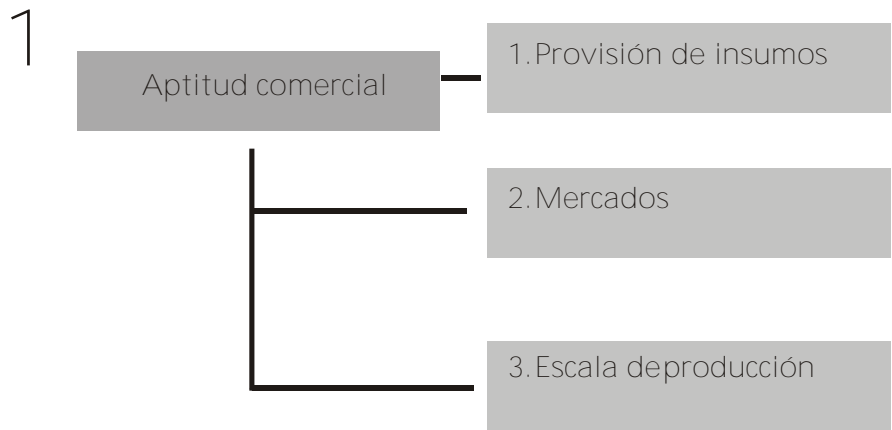 1
Aptitud comercial
1.Provisión de insumos
2.Mercados
3.Escala deproducción